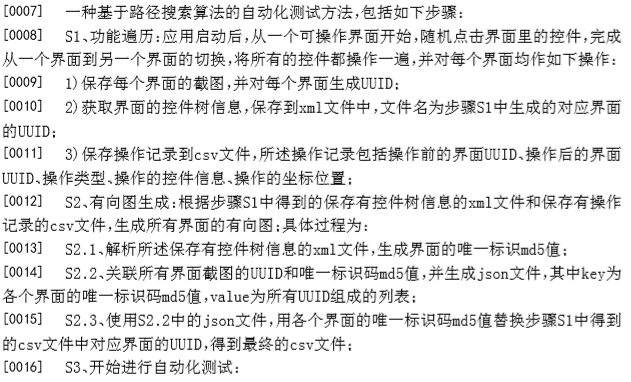 [0007] 一种基于路径搜索算法的自动化测试方法,包括如下步骤:
[0008] S1、功能遍历:应用启动后,从一个可操作界面开始,随机点击界面里的控件,完成
从一个界面到另一个界面的切换,将所有的控件都操作一遍,并对每个界面均作如下操作:
[0009] 1)保存每个界面的截图,并对每个界面生成UUID;
[0010] 2)获取界面的控件树信息,保存到xml文件中,文件名为步骤S1中生成的对应界面
的UUID;
[0011] 3)保存操作记录到csv文件,所述操作记录包括操作前的界面UUID、操作后的界面
UUID、操作类型、操作的控件信息、操作的坐标位置;
[0012] S2、有向图生成:根据步骤S1中得到的保存有控件树信息的xml文件和保存有操作
记录的csv文件,生成所有界面的有向图;具体过程为:
[0013] S2.1、解析所述保存有控件树信息的xml文件,生成界面的唯一标识md5值;
[0014] S2.2、关联所有界面截图的UUID和唯一标识码md5值,并生成json文件,其中key为
各个界面的唯一标识码md5值,value为所有UUID组成的列表;
[0015] S2.3、使用S2.2中的json文件,用各个界面的唯一标识码md5值替换步骤S1中得到
的csv文件中对应界面的UUID,得到最终的csv文件;
[0016] S3、开始进行自动化测试: